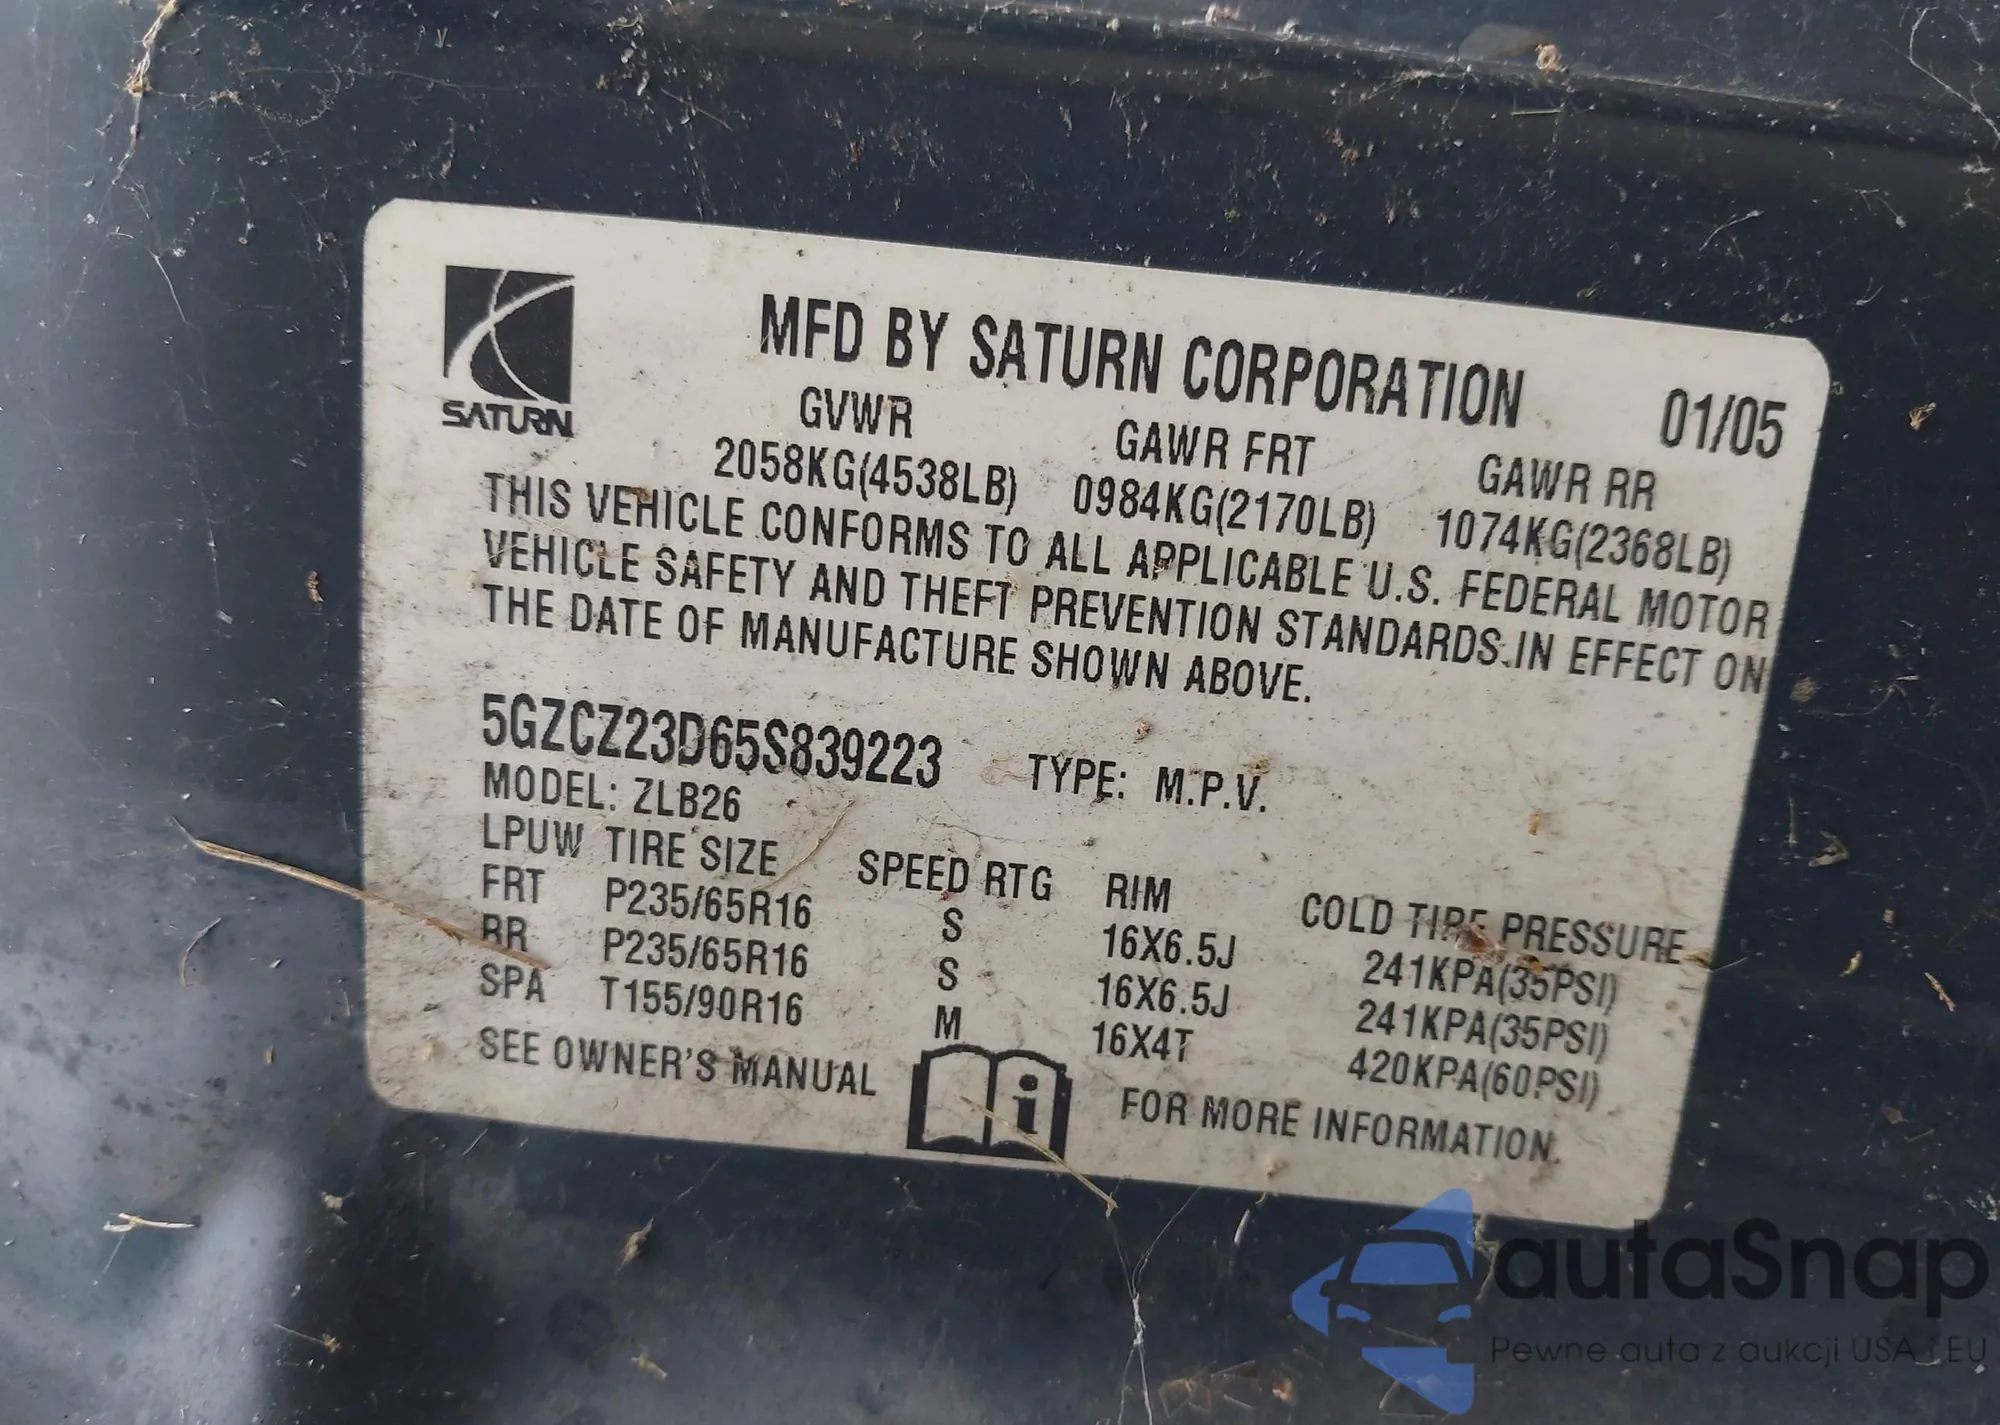 SATURN
MFD BY SATURN CORPORATION 01/05
GVWR GAWR FRT GAWR RR
2058KG(4538LB) 0984KG(2170LB) 1074KG(2368LB)
THIS VEHICLE CONFORMS TO ALL APPLICABLE U.S. FEDERAL MOTOR
VEHICLE SAFETY AND THEFT PREVENTION STANDARDS IN EFFECT ON
THE DATE OF MANUFACTURE SHOWN ABOVE.
5GZCZ23D65S839223 TYPE: M.P.V.
MODEL: ZLB26
LPUW TIRE SIZE SPEED RTG RIM COLD TIRE PRESSURE
FRT P235/65R16 S 16X6.5J 241KPA(35PSI)
RR P235/65R16 S 16X6.5J 241KPA(35PSI)
SPA T155/90R16 M 16X4T 420KPA(60PSI)
SEE OWNER'S MANUAL i FOR MORE INFORMATION.
autaSnap
Pewne auta z aukcji USA i EU